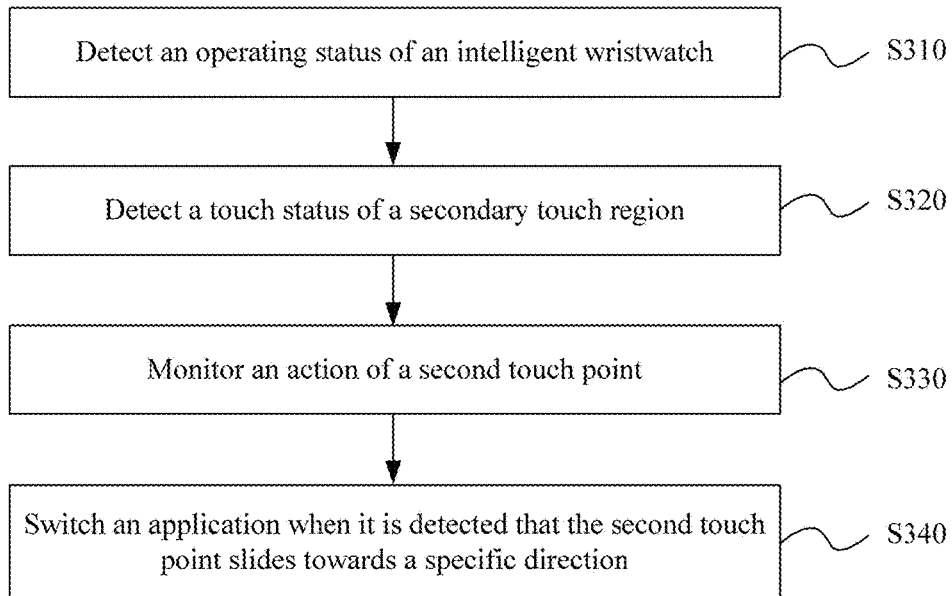 Detect an operating status of an intelligent wristwatch
S310
Detect a touch status of a secondary touch region
S320
Monitor an action of a second touch point
S330
Switch an application when it is detected that the second touch
point slides towards a specific direction
S340